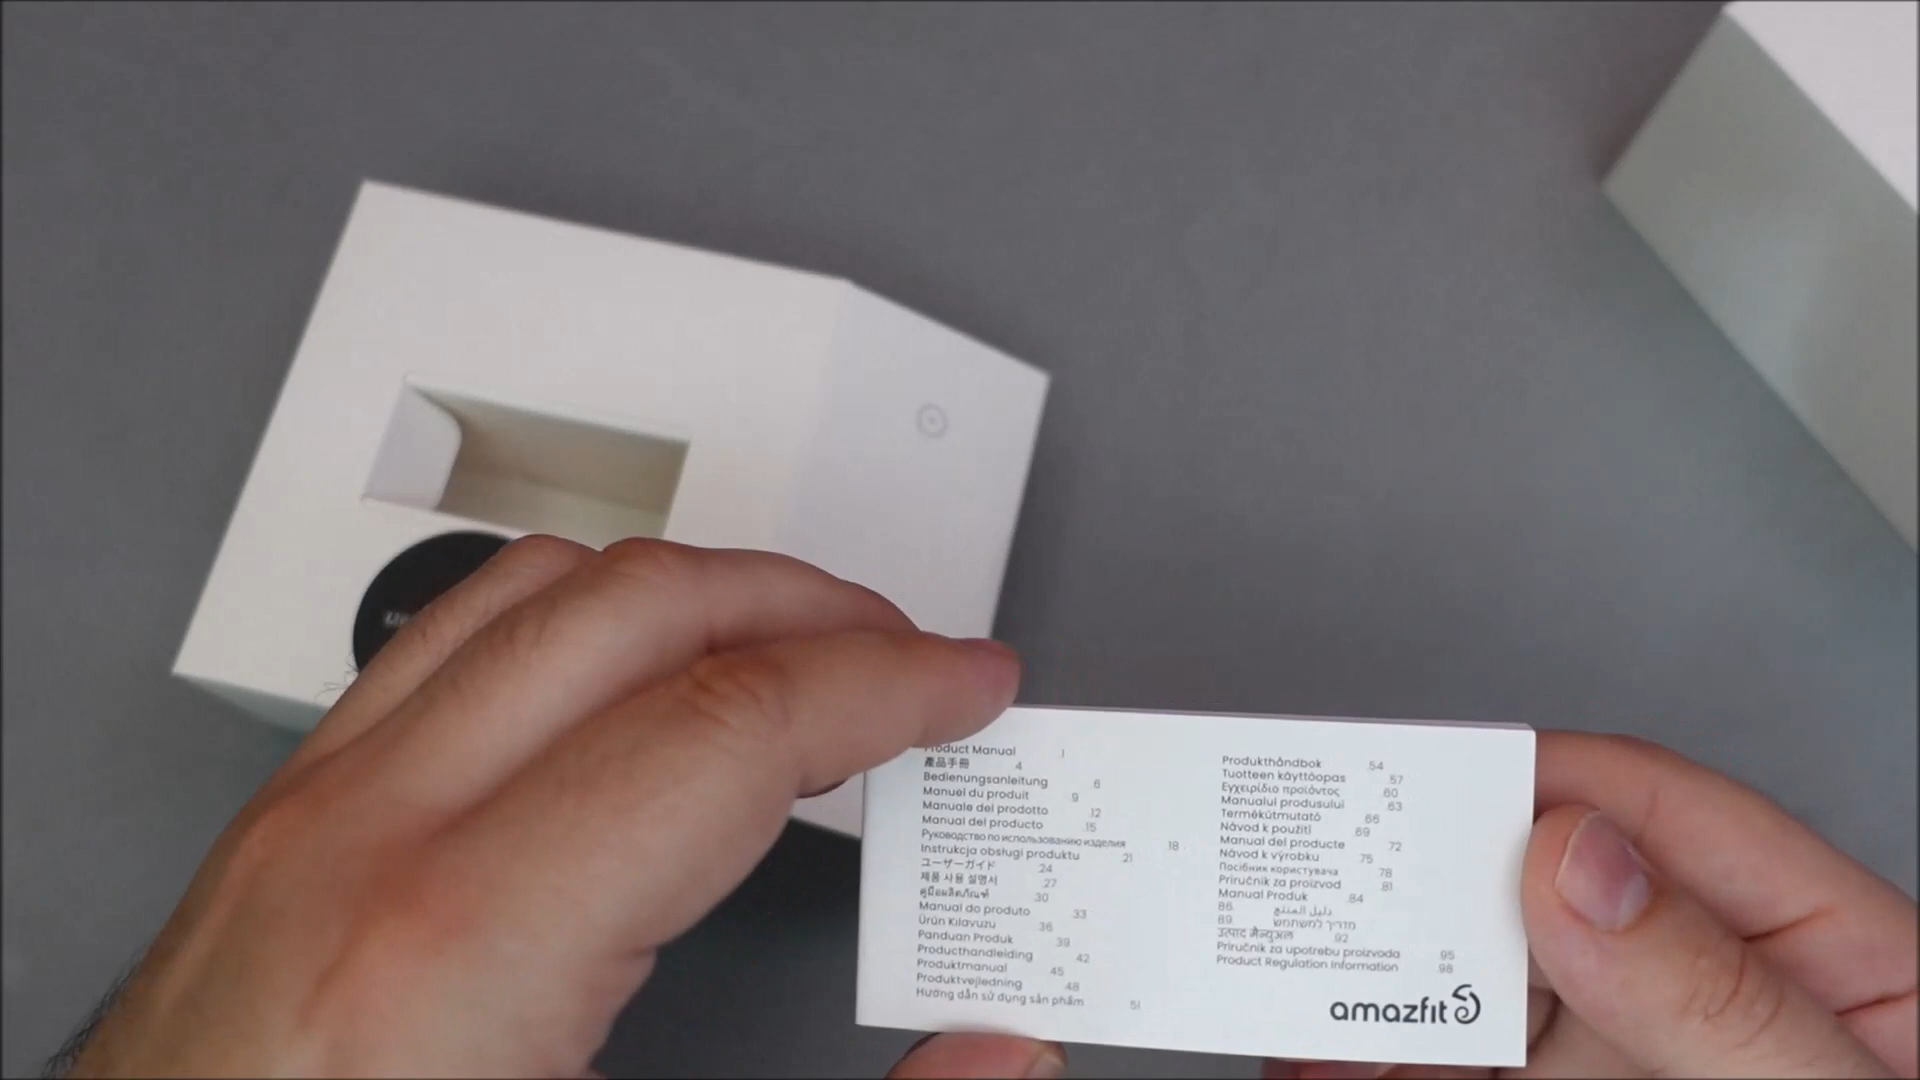 Product Manual 1
產品手冊 4
Bedienungsanleitung 6
Manuel du produit 9
Manuale del prodotto 12
Manual del producto 15
Руководство по использованию изделия 18
Instrukcja obsługi produktu 21
ユーザーガイド 24
제품 사용 설명서 27
คู่มือผลิตภัณฑ์ 30
Manual do produto 33
Ürün Kılavuzu 36
Panduan Produk 39
Producthandleiding 42
Produktmanual 45
Produktvejledning 48
Hướng dẫn sử dụng sản phẩm 51
Produkthåndbok 54
Tuotteen käyttöopas 57
Εγχειρίδιο προϊόντος 60
Manualul produsului 63
Termékútmutató 66
Návod k použití 69
Manual del producte 72
Návod k výrobku 75
Посібник користувача 78
Priručnik za proizvod 81
Manual Produk 84
86 دليل المنتج
89 מדריך למשתמש
उत्पाद मैन्युअल 92
Priručnik za upotrebu proizvoda 95
Product Regulation Information 98
amazfit